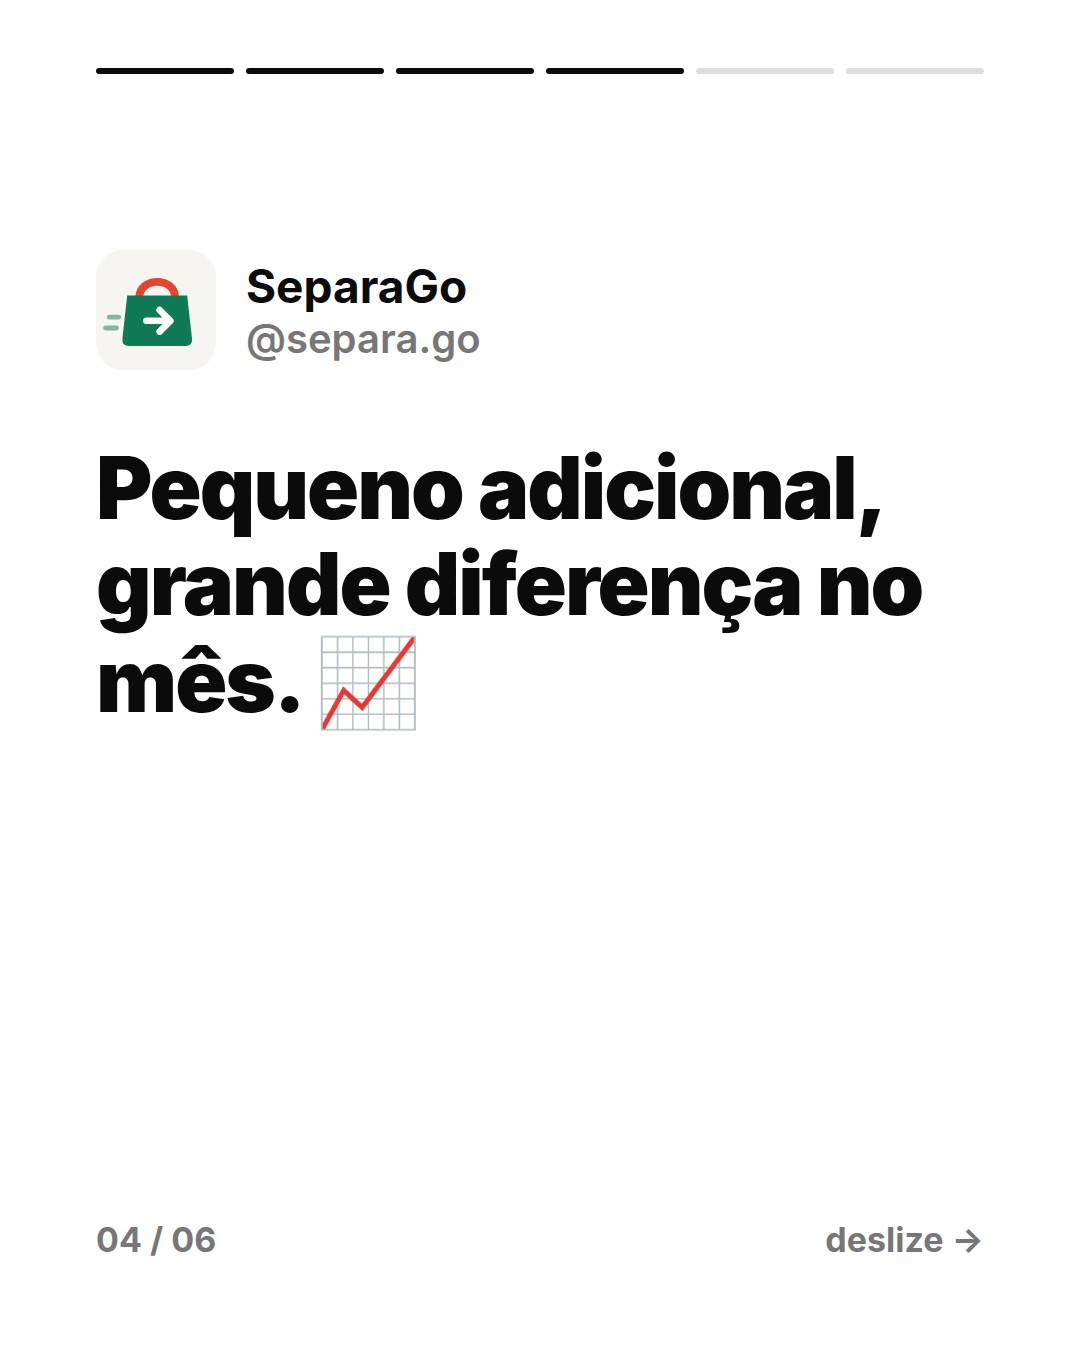 SeparaGo
@separa.go
Pequeno adicional,
grande diferença no
mês. 📈
04 / 06
deslize →